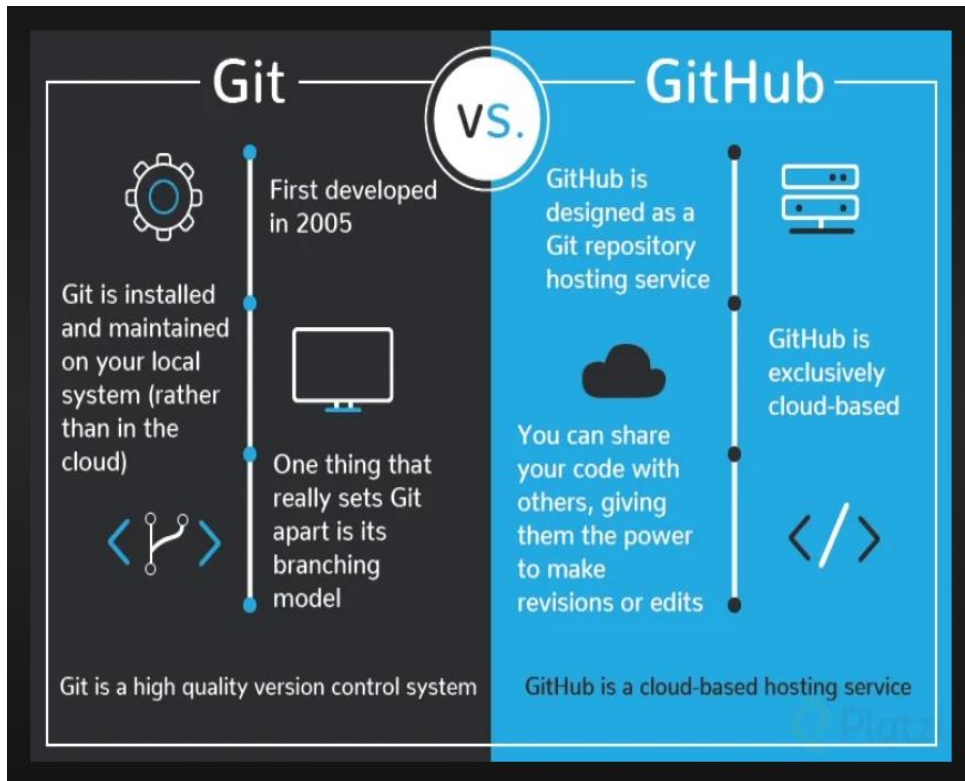 Git
VS.
GitHub
First developed
in 2005
Git is installed
and maintained
on your local
system (rather
than in the
cloud)
One thing that
really sets Git
apart is its
branching
model
Git is a high quality version control system
GitHub is
designed as a
Git repository
hosting service
GitHub is
exclusively
cloud-based
You can share
your code with
others, giving
them the power
to make
revisions or edits
GitHub is a cloud-based hosting service